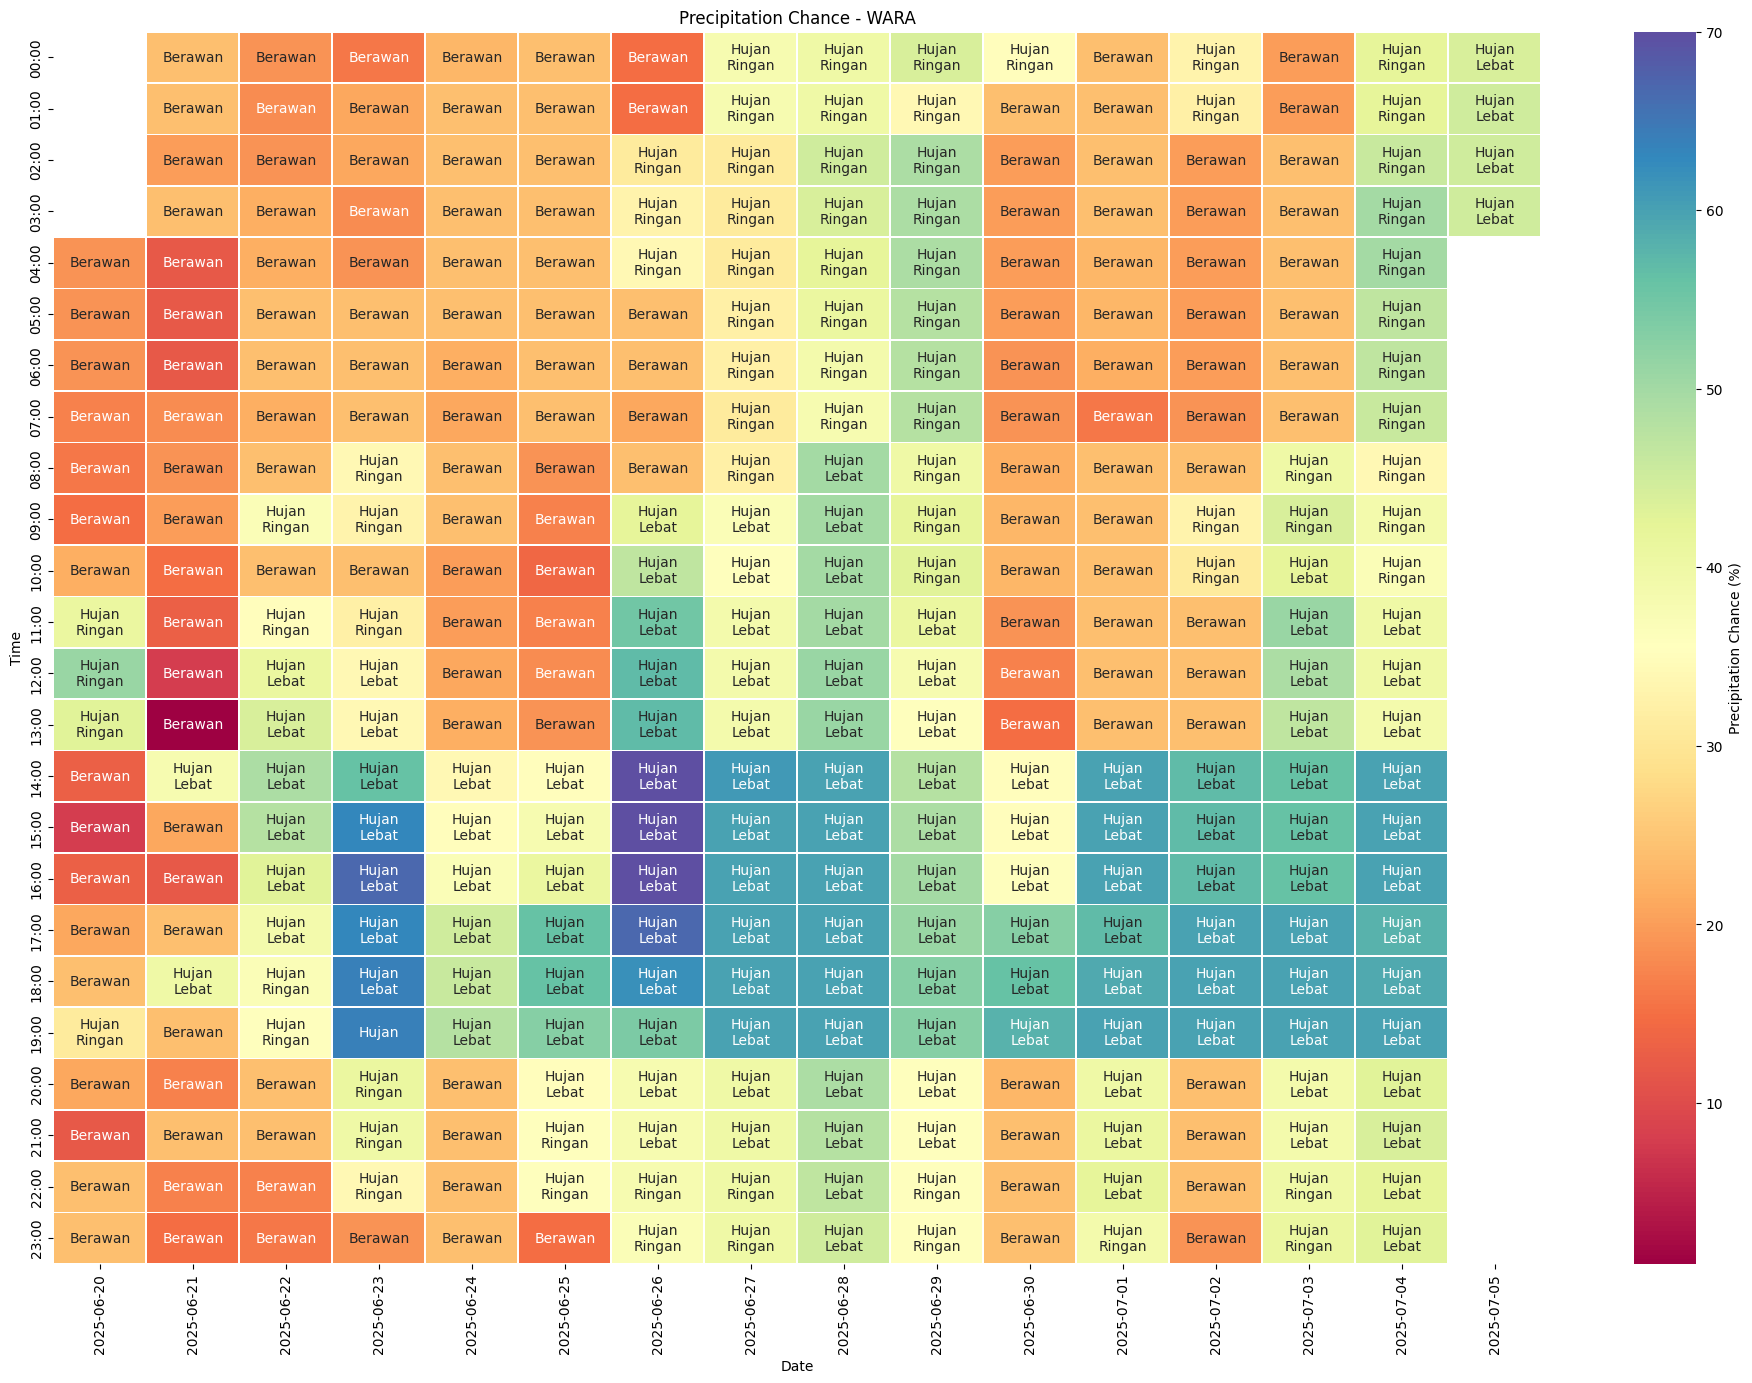 Precipitation Chance - WARA
00:00 Berawan Berawan Berawan Berawan Berawan Berawan Hujan Ringan Hujan Ringan Hujan Ringan Hujan Ringan Berawan Hujan Ringan Berawan Hujan Ringan Hujan Lebat
01:00 Berawan Berawan Berawan Berawan Berawan Berawan Hujan Ringan Hujan Ringan Hujan Ringan Berawan Berawan Hujan Ringan Berawan Hujan Ringan Hujan Lebat
02:00 Berawan Berawan Berawan Berawan Berawan Hujan Ringan Hujan Ringan Hujan Ringan Hujan Ringan Berawan Berawan Berawan Berawan Hujan Ringan Hujan Lebat
03:00 Berawan Berawan Berawan Berawan Berawan Hujan Ringan Hujan Ringan Hujan Ringan Hujan Ringan Berawan Berawan Berawan Berawan Hujan Ringan Hujan Lebat
04:00 Berawan Berawan Berawan Berawan Berawan Berawan Hujan Ringan Hujan Ringan Hujan Ringan Hujan Ringan Berawan Berawan Berawan Berawan Hujan Ringan
05:00 Berawan Berawan Berawan Berawan Berawan Berawan Berawan Hujan Ringan Hujan Ringan Hujan Ringan Berawan Berawan Berawan Berawan Hujan Ringan
06:00 Berawan Berawan Berawan Berawan Berawan Berawan Berawan Hujan Ringan Hujan Ringan Hujan Ringan Berawan Berawan Berawan Berawan Hujan Ringan
07:00 Berawan Berawan Berawan Berawan Berawan Berawan Berawan Hujan Ringan Hujan Ringan Hujan Ringan Berawan Berawan Berawan Berawan Hujan Ringan
08:00 Berawan Berawan Berawan Hujan Ringan Berawan Berawan Berawan Hujan Ringan Hujan Lebat Hujan Ringan Berawan Berawan Berawan Hujan Ringan Hujan Ringan
09:00 Berawan Berawan Hujan Ringan Hujan Ringan Berawan Berawan Hujan Lebat Hujan Lebat Hujan Lebat Hujan Ringan Berawan Berawan Hujan Ringan Hujan Ringan Hujan Ringan
10:00 Berawan Berawan Berawan Berawan Berawan Berawan Hujan Lebat Hujan Lebat Hujan Lebat Hujan Ringan Berawan Berawan Hujan Ringan Hujan Lebat Hujan Ringan
11:00 Hujan Ringan Berawan Hujan Ringan Hujan Ringan Berawan Berawan Hujan Lebat Hujan Lebat Hujan Lebat Hujan Lebat Berawan Berawan Berawan Hujan Lebat Hujan Lebat
12:00 Hujan Ringan Berawan Hujan Lebat Hujan Lebat Berawan Berawan Hujan Lebat Hujan Lebat Hujan Lebat Hujan Lebat Berawan Berawan Berawan Hujan Lebat Hujan Lebat
13:00 Hujan Ringan Berawan Hujan Lebat Hujan Lebat Berawan Berawan Hujan Lebat Hujan Lebat Hujan Lebat Hujan Lebat Berawan Berawan Berawan Hujan Lebat Hujan Lebat
14:00 Berawan Hujan Lebat Hujan Lebat Hujan Lebat Hujan Lebat Hujan Lebat Hujan Lebat Hujan Lebat Hujan Lebat Hujan Lebat Hujan Lebat Hujan Lebat Hujan Lebat Hujan Lebat Hujan Lebat
15:00 Berawan Berawan Hujan Lebat Hujan Lebat Hujan Lebat Hujan Lebat Hujan Lebat Hujan Lebat Hujan Lebat Hujan Lebat Hujan Lebat Hujan Lebat Hujan Lebat Hujan Lebat Hujan Lebat
16:00 Berawan Berawan Hujan Lebat Hujan Lebat Hujan Lebat Hujan Lebat Hujan Lebat Hujan Lebat Hujan Lebat Hujan Lebat Hujan Lebat Hujan Lebat Hujan Lebat Hujan Lebat Hujan Lebat
17:00 Berawan Berawan Hujan Lebat Hujan Lebat Hujan Lebat Hujan Lebat Hujan Lebat Hujan Lebat Hujan Lebat Hujan Lebat Hujan Lebat Hujan Lebat Hujan Lebat Hujan Lebat Hujan Lebat
18:00 Berawan Hujan Lebat Hujan Ringan Hujan Lebat Hujan Lebat Hujan Lebat Hujan Lebat Hujan Lebat Hujan Lebat Hujan Lebat Hujan Lebat Hujan Lebat Hujan Lebat Hujan Lebat Hujan Lebat
19:00 Hujan Ringan Berawan Hujan Ringan Hujan Hujan Lebat Hujan Lebat Hujan Lebat Hujan Lebat Hujan Lebat Hujan Lebat Hujan Lebat Hujan Lebat Hujan Lebat Hujan Lebat Hujan Lebat
20:00 Berawan Berawan Berawan Hujan Ringan Berawan Hujan Lebat Hujan Lebat Hujan Lebat Hujan Lebat Hujan Lebat Berawan Hujan Lebat Berawan Hujan Lebat Hujan Lebat
21:00 Berawan Berawan Berawan Hujan Ringan Berawan Hujan Ringan Hujan Lebat Hujan Lebat Hujan Lebat Hujan Lebat Berawan Hujan Lebat Berawan Hujan Lebat Hujan Lebat
22:00 Berawan Berawan Berawan Hujan Ringan Berawan Hujan Ringan Hujan Ringan Hujan Ringan Hujan Lebat Hujan Ringan Berawan Hujan Lebat Berawan Hujan Ringan Hujan Lebat
23:00 Berawan Berawan Berawan Berawan Berawan Berawan Hujan Ringan Hujan Ringan Hujan Lebat Hujan Ringan Berawan Hujan Ringan Berawan Hujan Ringan Hujan Lebat
Time
2025-06-20 2025-06-21 2025-06-22 2025-06-23 2025-06-24 2025-06-25 2025-06-26 2025-06-27 2025-06-28 2025-06-29 2025-06-30 2025-07-01 2025-07-02 2025-07-03 2025-07-04 2025-07-05
Date
70
60
50
40
30
20
10
Precipitation Chance (%)